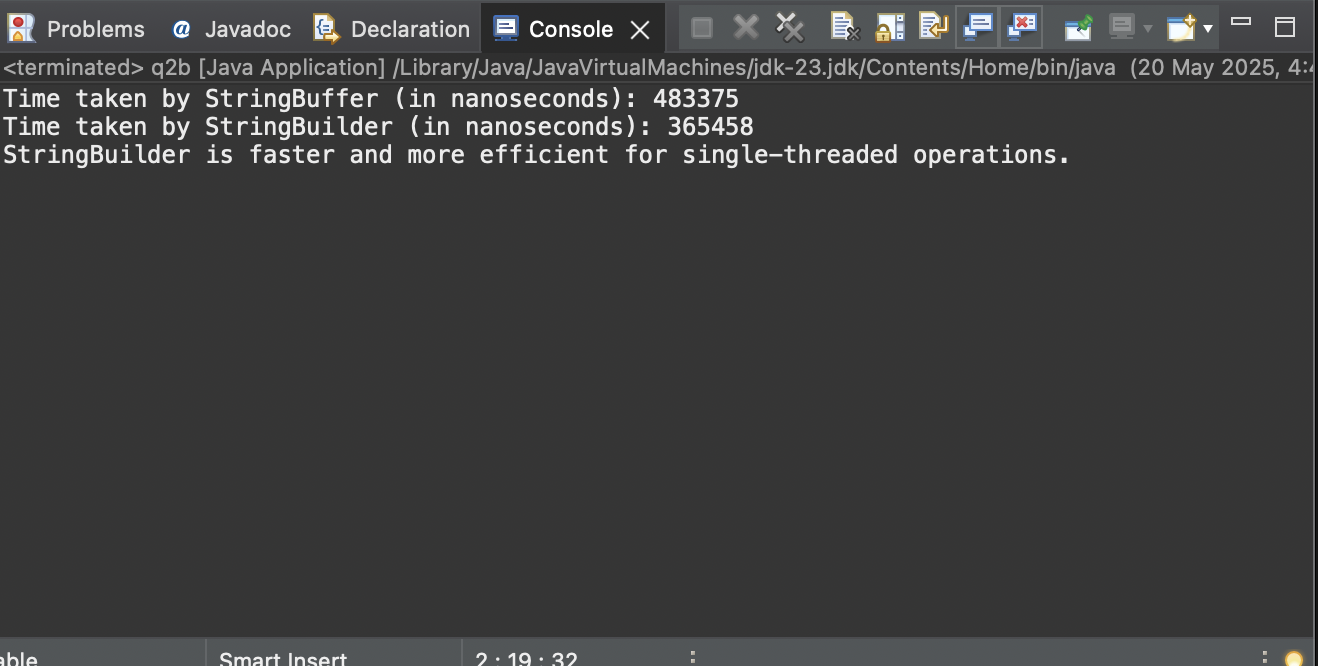 Problems @ Javadoc Declaration Console
<terminated> q2b [Java Application] /Library/Java/JavaVirtualMachines/jdk-23.jdk/Contents/Home/bin/java (20 May 2025, 4:4
Time taken by StringBuffer (in nanoseconds): 483375
Time taken by StringBuilder (in nanoseconds): 365458
StringBuilder is faster and more efficient for single-threaded operations.
able Smart Insert 2 : 19 : 32